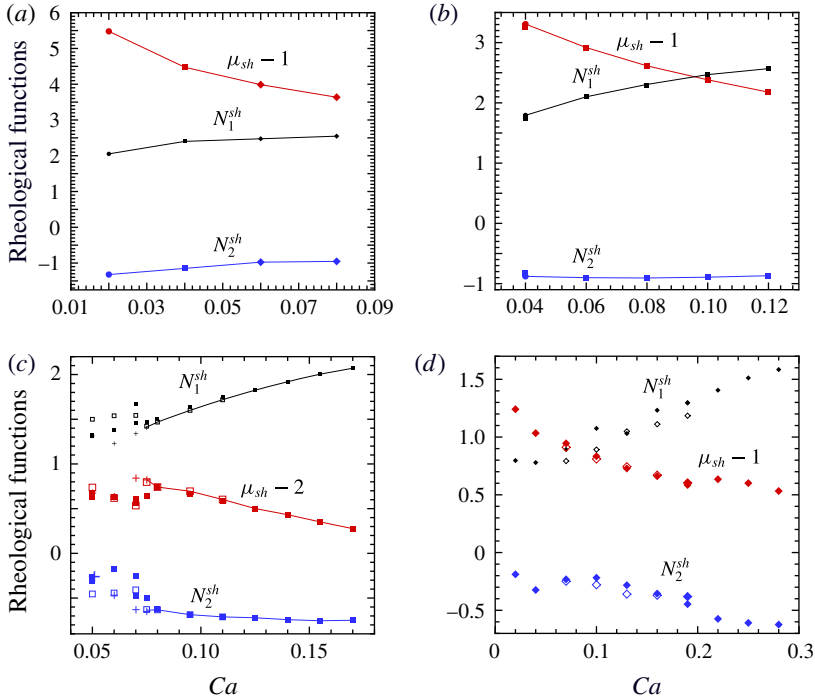 (a)
Rheological functions
6
5
4
3
2
1
0
−1
μsh − 1
N1sh
N2sh
0.01 0.03 0.05 0.07 0.09
(b)
3
2
1
0
−1
μsh − 1
N1sh
N2sh
0.04 0.06 0.08 0.10 0.12
(c)
Rheological functions
2
1
0
N1sh
μsh − 2
N2sh
0.05 0.10 0.15
Ca
(d)
1.5
1.0
0.5
0
−0.5
N1sh
μsh − 1
N2sh
0 0.1 0.2 0.3
Ca